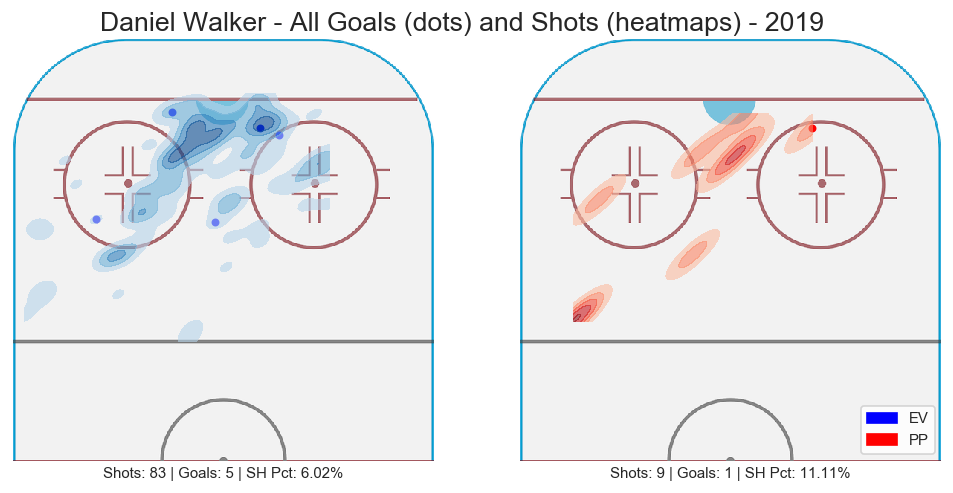 Daniel Walker - All Goals (dots) and Shots (heatmaps) - 2019
EV
PP
Shots: 83 | Goals: 5 | SH Pct: 6.02%
Shots: 9 | Goals: 1 | SH Pct: 11.11%